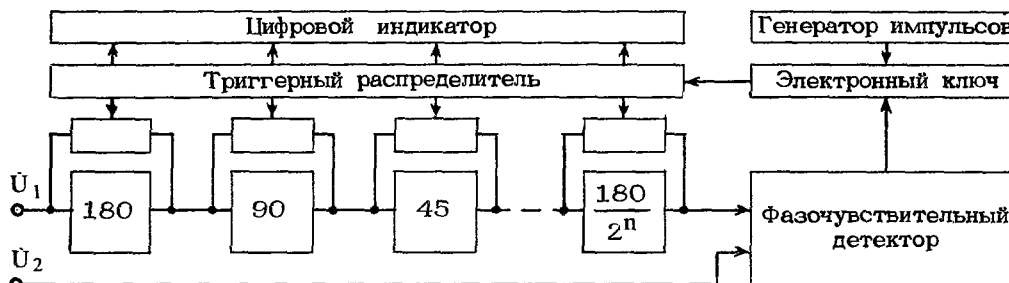 Цифровой индикатор
Генератор импульсов
Триггерный распределитель
Электронный ключ
U̇₁
180
90
45
180
2ⁿ
Фазочувствительный
детектор
U̇₂